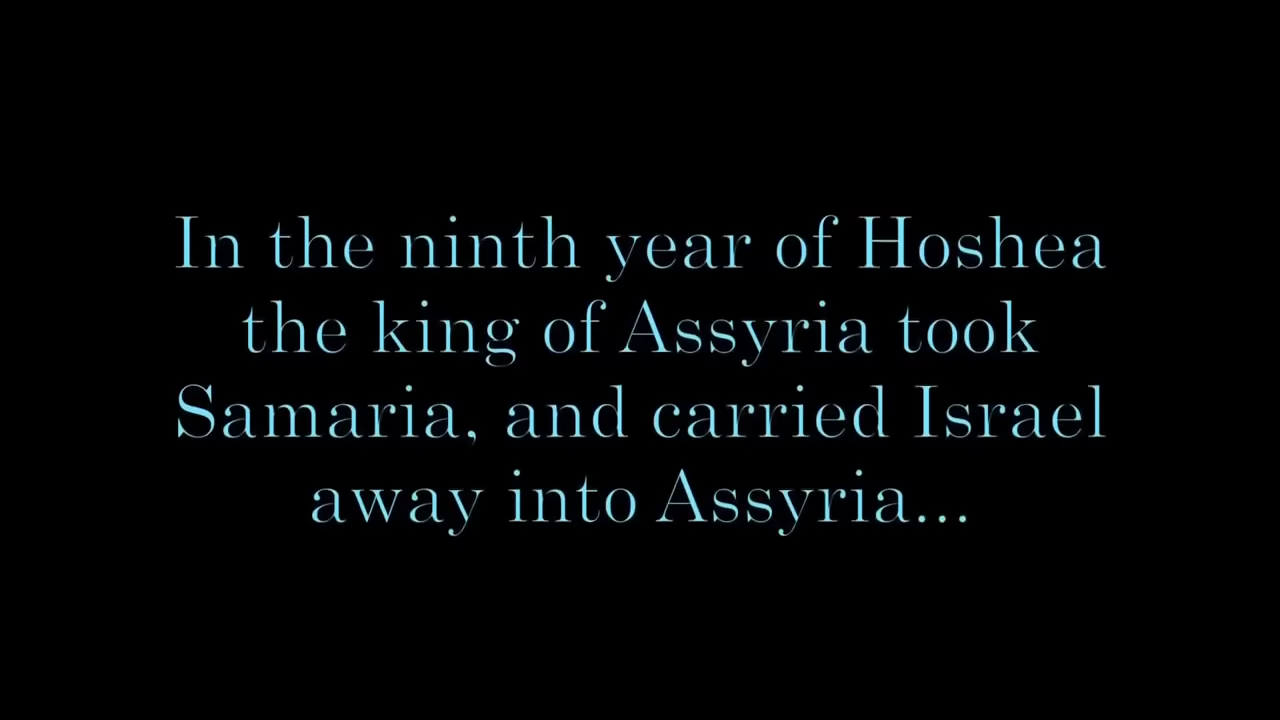 In the ninth year of Hoshea
the king of Assyria took
Samaria, and carried Israel
away into Assyria...